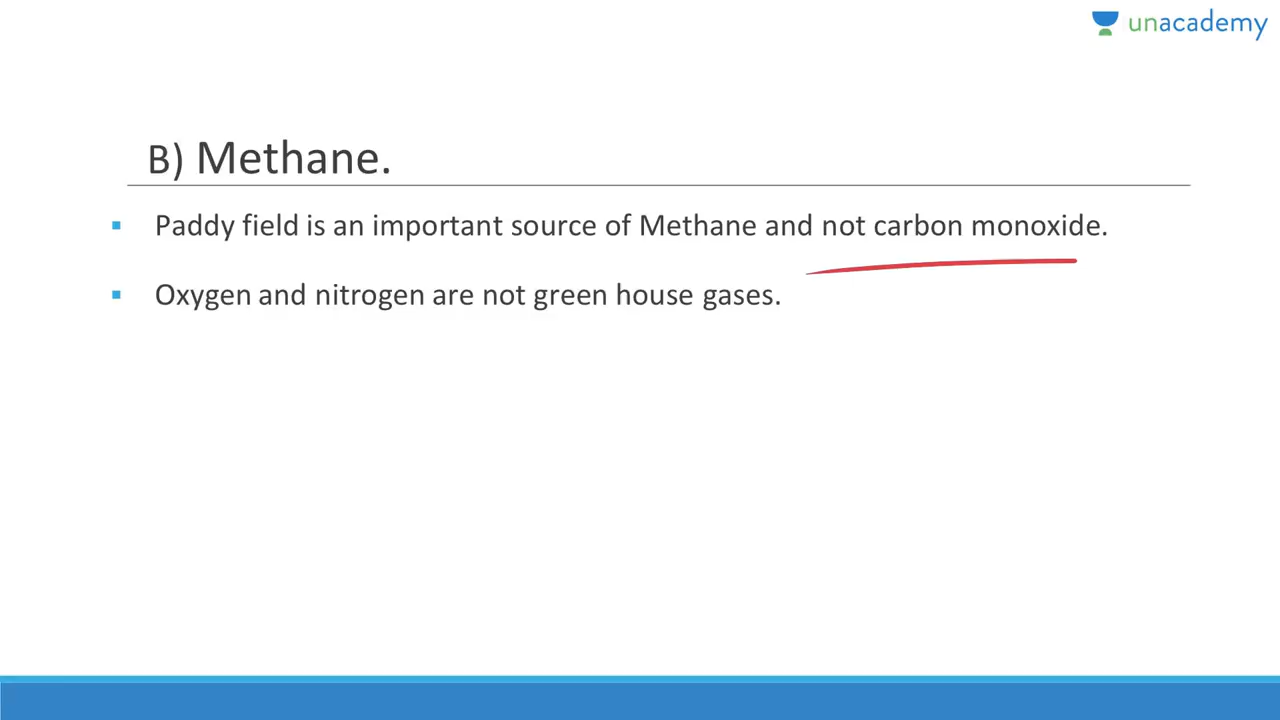 unacademy
B) Methane.
Paddy field is an important source of Methane and not carbon monoxide.
Oxygen and nitrogen are not green house gases.